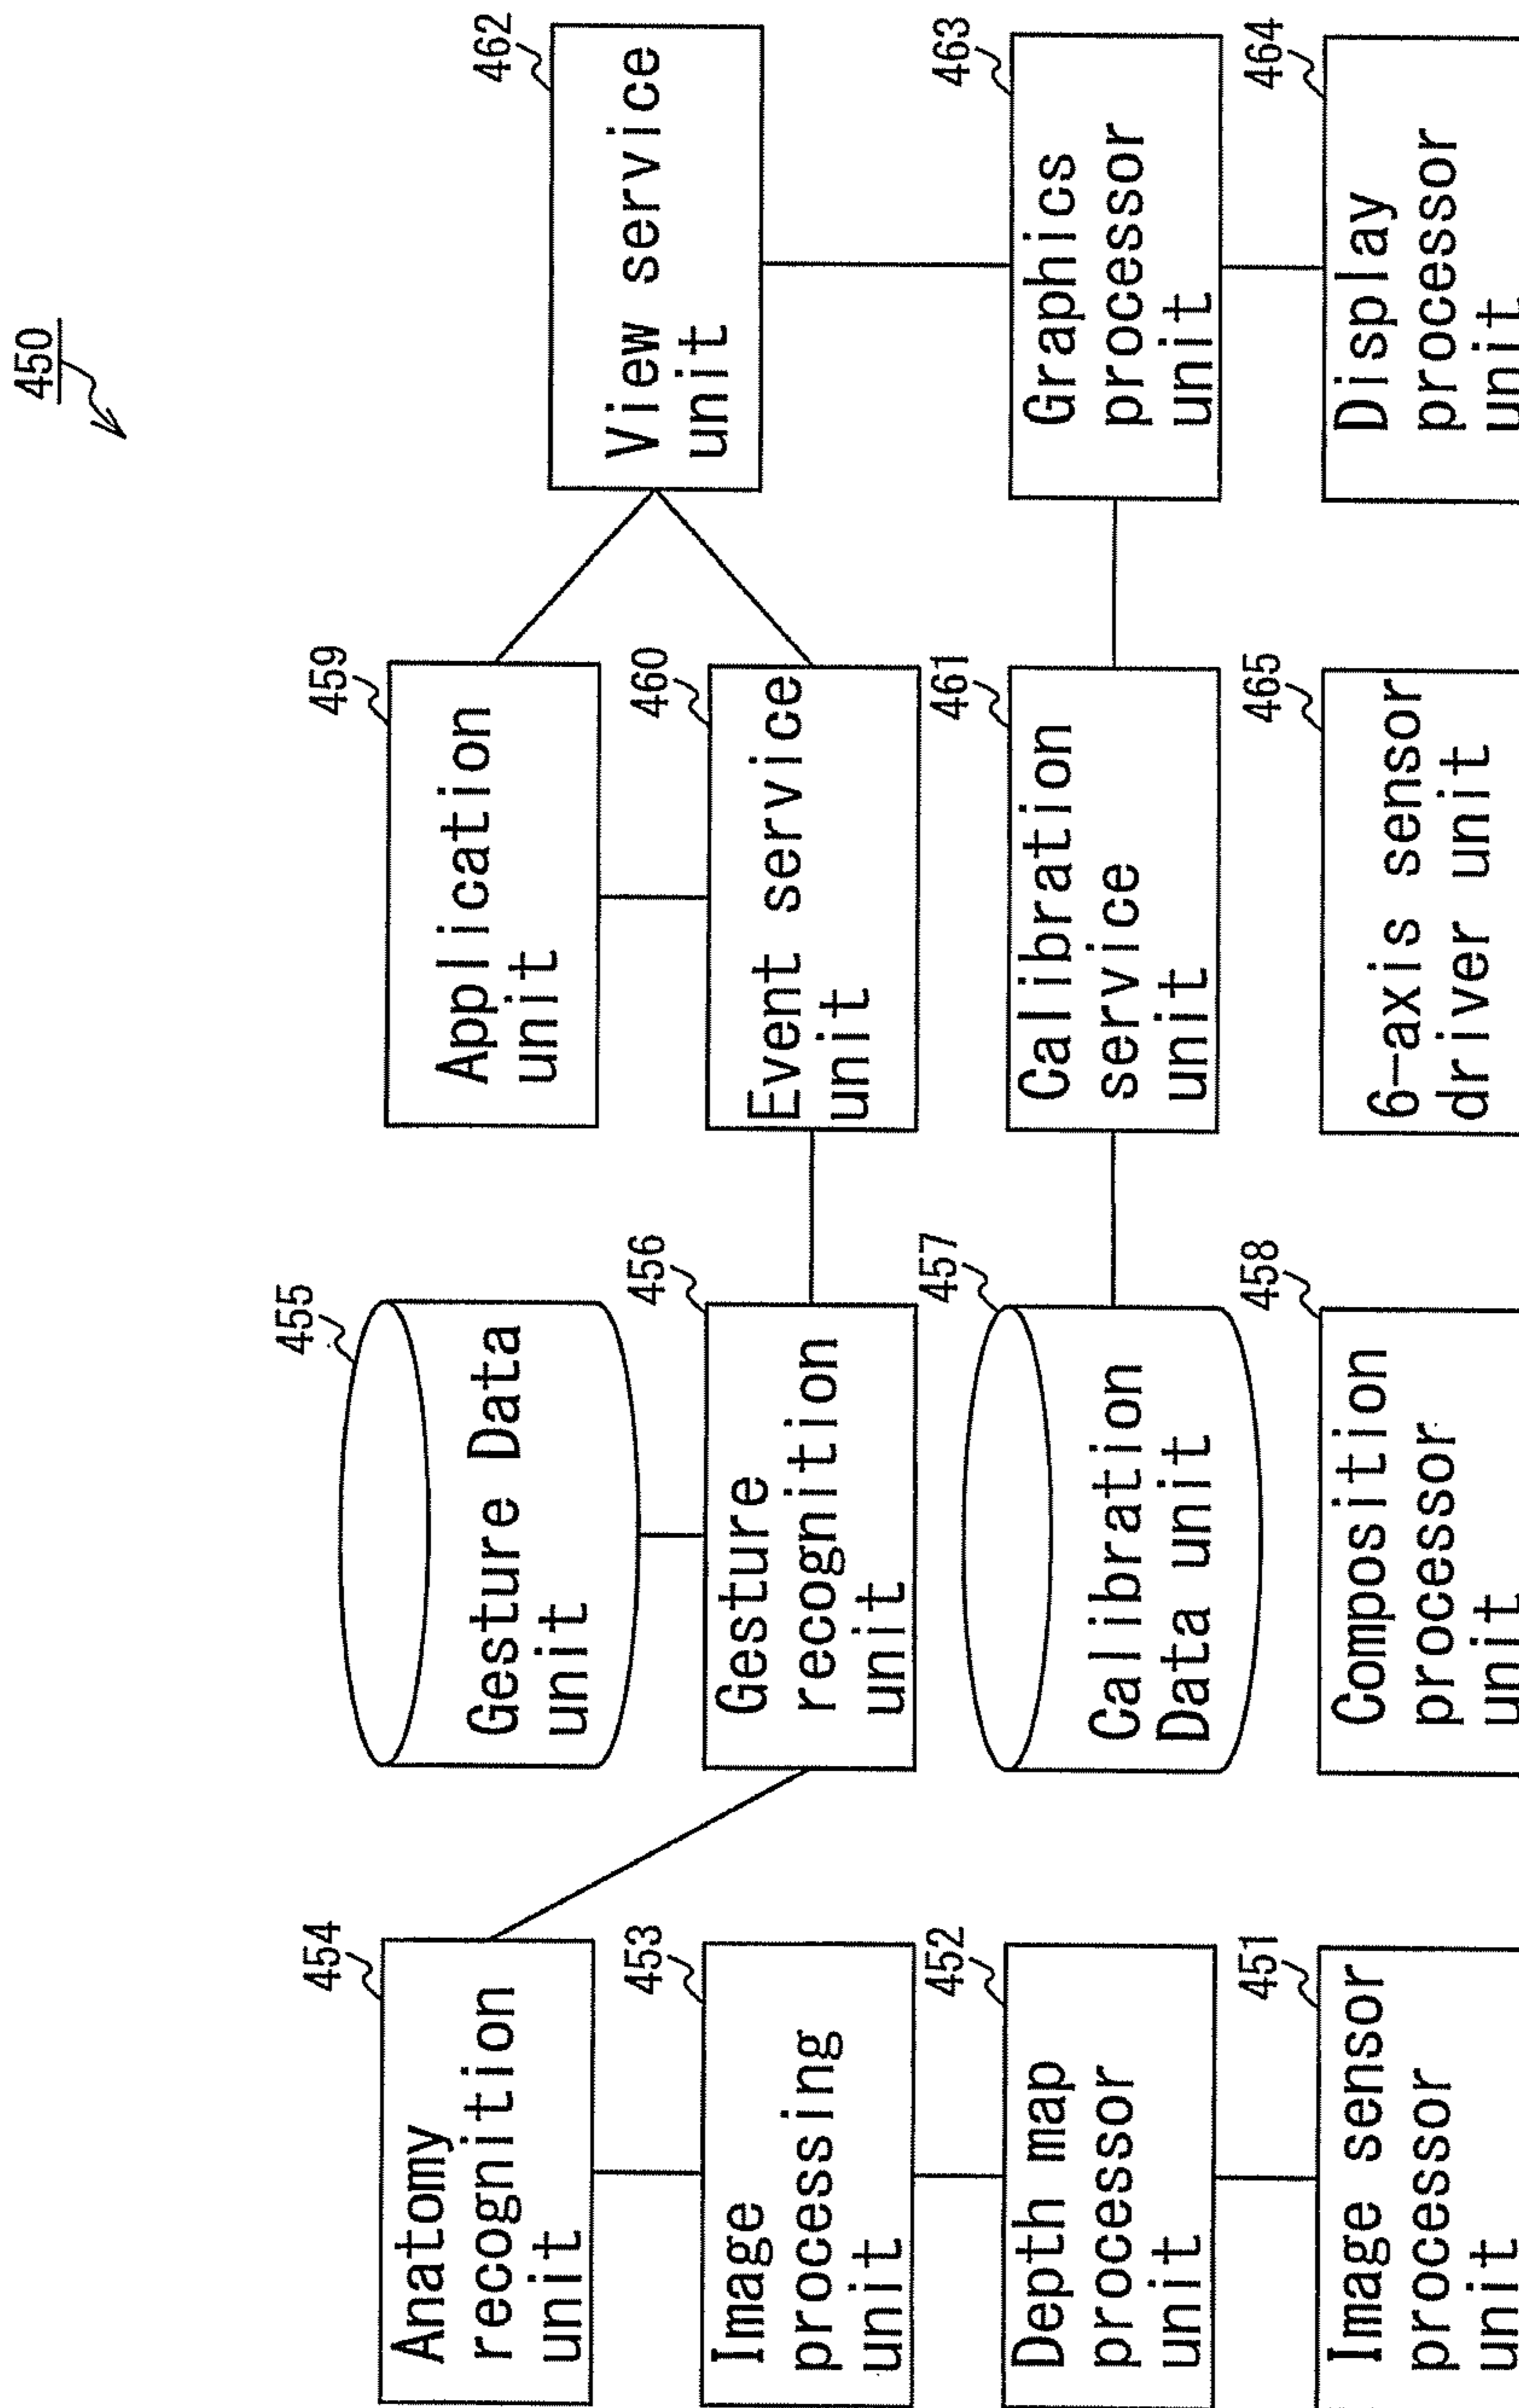 450
454
Anatomy
recognition
unit
453
Image
processing
unit
452
Depth map
processor
unit
451
Image sensor
processor
unit
455
Gesture Data
unit
456
Gesture
recognition
unit
457
Calibration
Data unit
458
Composition
processor
unit
459
Application
unit
460
Event service
unit
461
Calibration
service
unit
465
6-axis sensor
driver unit
462
View service
unit
463
Graphics
processor
unit
464
Display
processor
unit